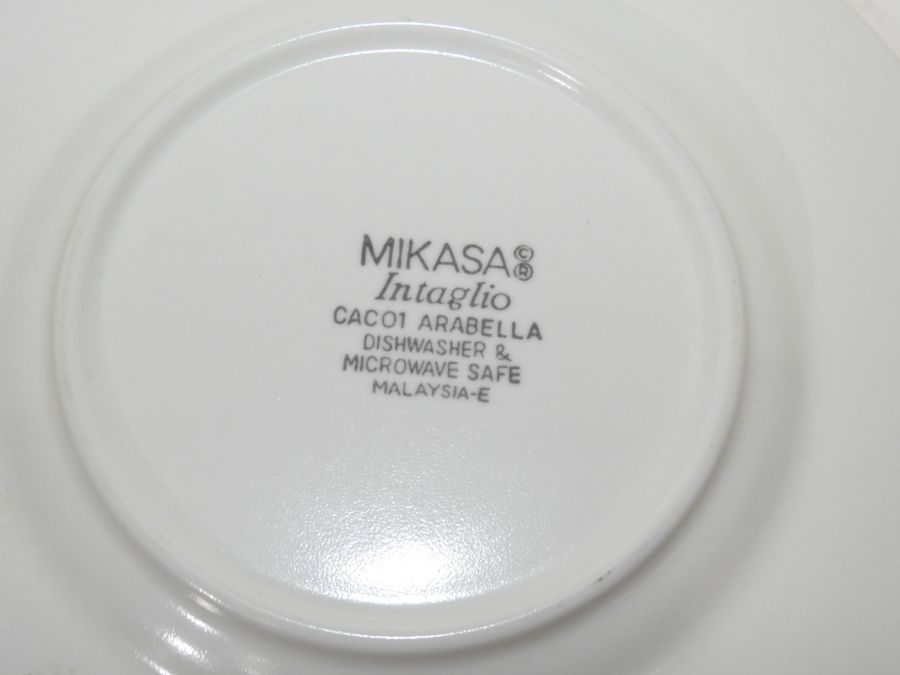 MIKASA©®
Intaglio
CAC01 ARABELLA
DISHWASHER &
MICROWAVE SAFE
MALAYSIA-E